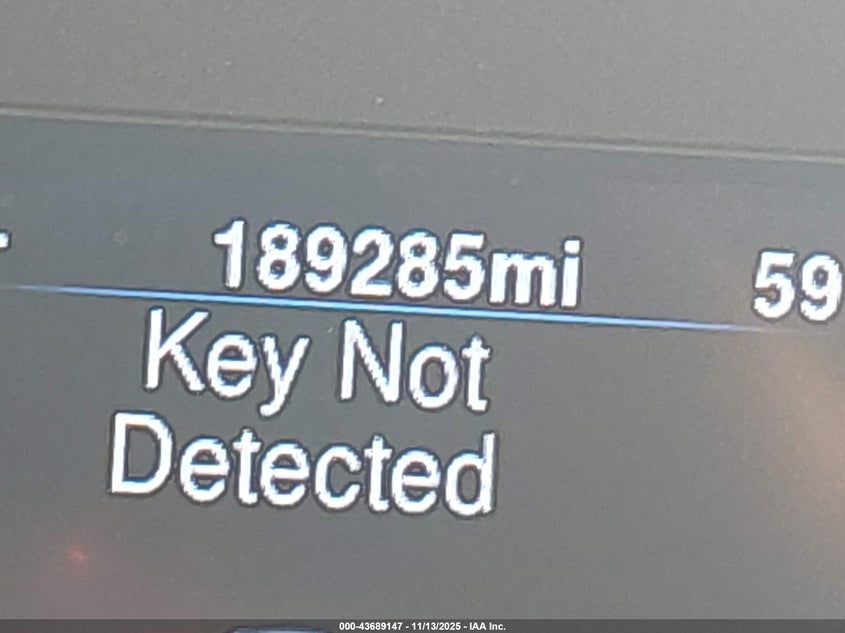 189285mi
59
Key Not
Detected
000-43689147 - 11/13/2025 - IAA Inc.